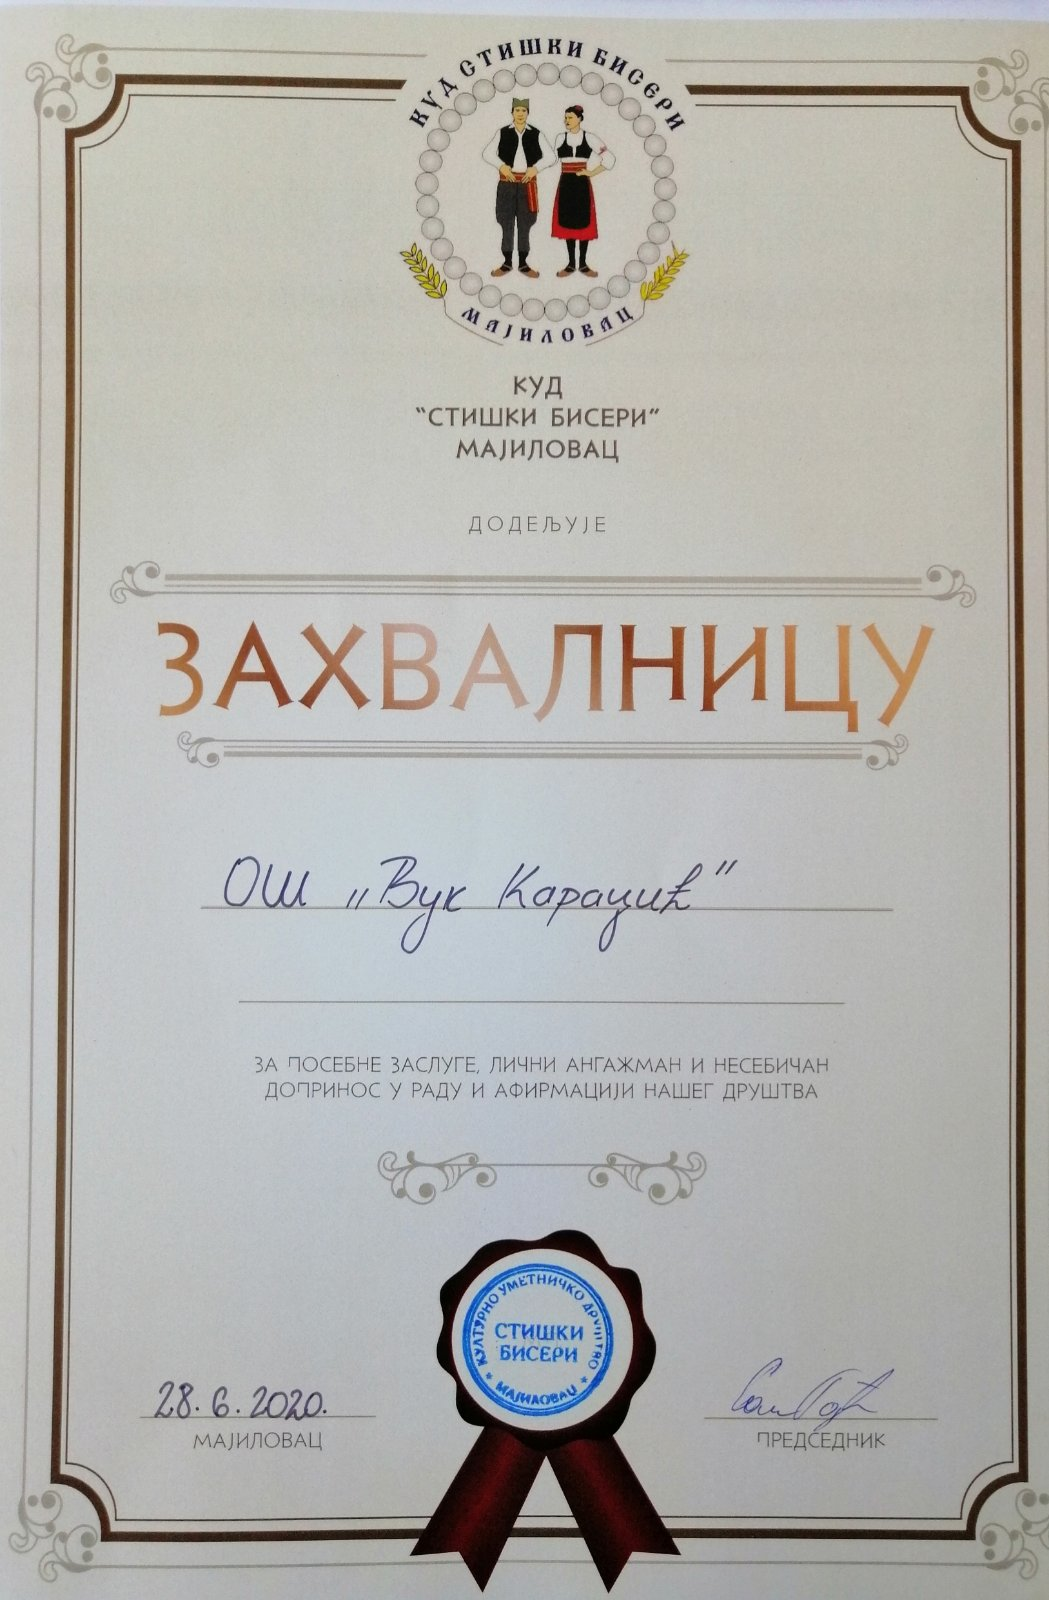 КУД СТИШКИ БИСЕРИ
МАЈИЛОВАЦ
КУД
"СТИШКИ БИСЕРИ"
МАЈИЛОВАЦ
ДОДЕЉУЈЕ
ЗАХВАЛНИЦУ
ОШ „Вук Караџић"
ЗА ПОСЕБНЕ ЗАСЛУГЕ, ЛИЧНИ АНГАЖМАН И НЕСЕБИЧАН
ДОПРИНОС У РАДУ И АФИРМАЦИЈИ НАШЕГ ДРУШТВА
КУЛТУРНО УМЕТНИЧКО ДРУШТВО
СТИШКИ
БИСЕРИ
* МАЈИЛОВАЦ *
28.6.2020.
МАЈИЛОВАЦ
ПРЕДСЕДНИК